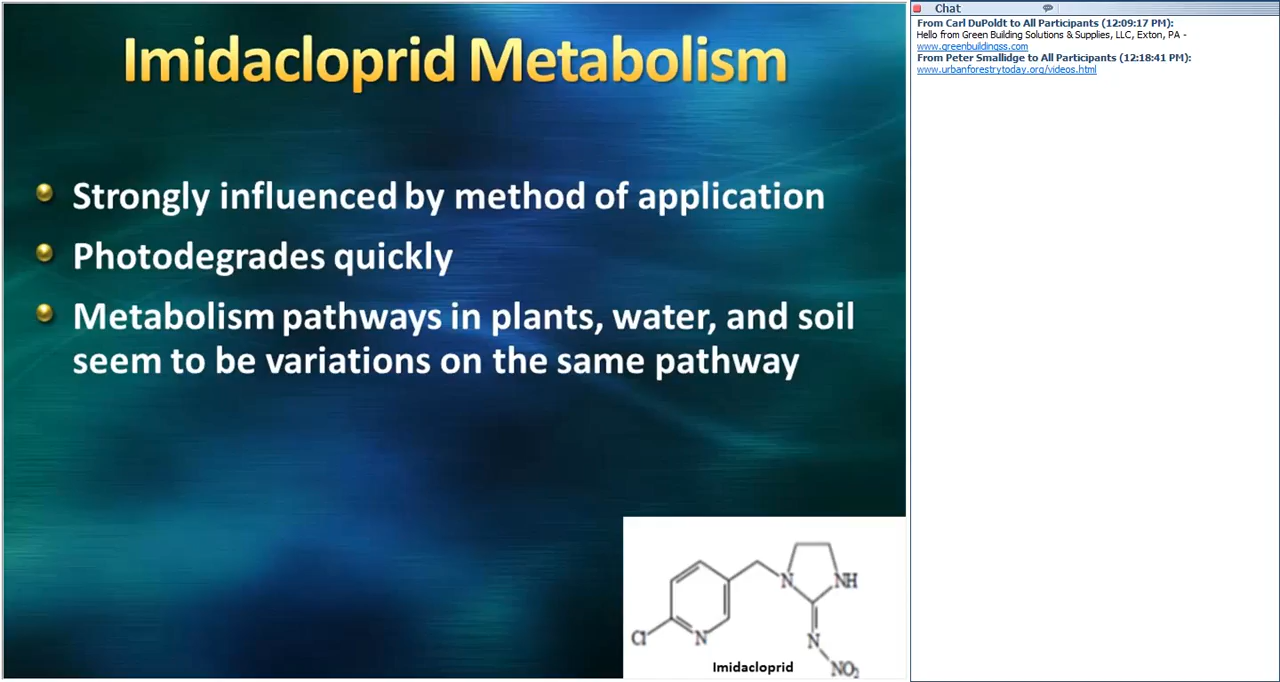 Imidacloprid Metabolism
Strongly influenced by method of application
Photodegrades quickly
Metabolism pathways in plants, water, and soil
seem to be variations on the same pathway
N
NH
Cl
N
N
NO2
Imidacloprid
Chat
From Carl DuPoldt to All Participants (12:09:17 PM):
Hello from Green Building Solutions & Supplies, LLC, Exton, PA -
www.greenbuildingss.com
From Peter Smallidge to All Participants (12:18:41 PM):
www.urbanforestrytoday.org/videos.html